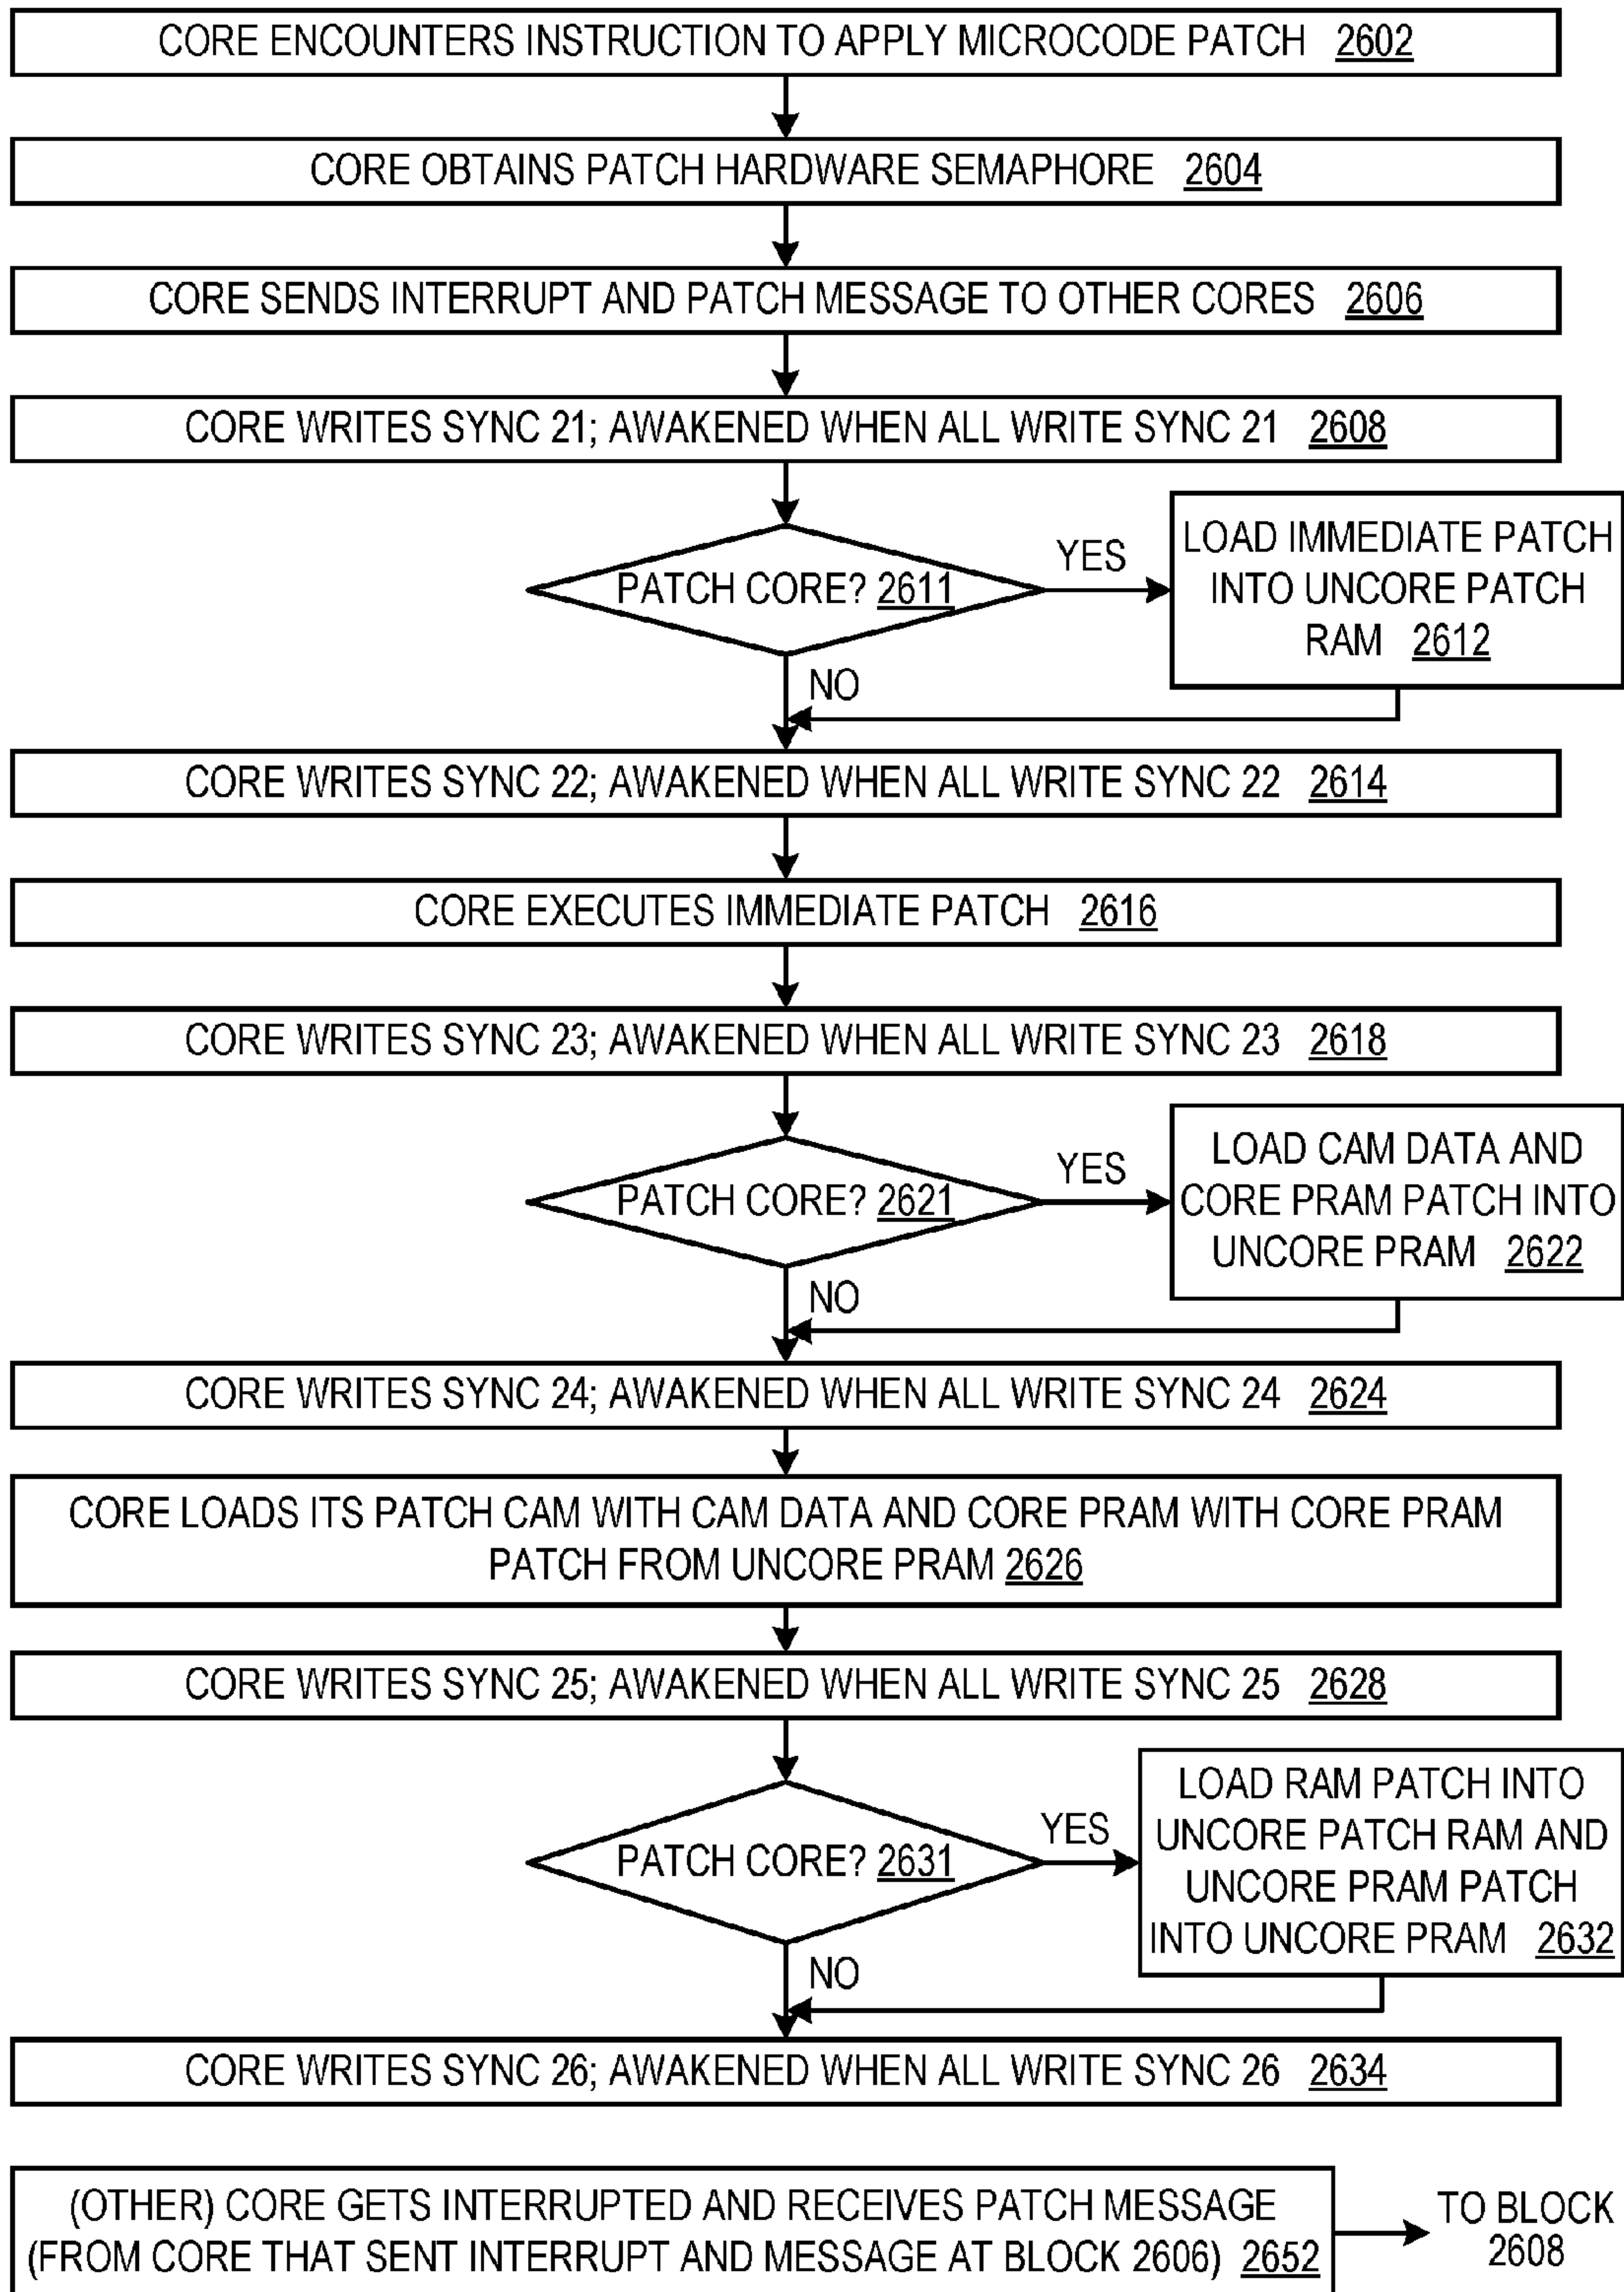 CORE ENCOUNTERS INSTRUCTION TO APPLY MICROCODE PATCH 2602
CORE OBTAINS PATCH HARDWARE SEMAPHORE 2604
CORE SENDS INTERRUPT AND PATCH MESSAGE TO OTHER CORES 2606
CORE WRITES SYNC 21; AWAKENED WHEN ALL WRITE SYNC 21 2608
PATCH CORE? 2611
YES
LOAD IMMEDIATE PATCH
INTO UNCORE PATCH
RAM 2612
NO
CORE WRITES SYNC 22; AWAKENED WHEN ALL WRITE SYNC 22 2614
CORE EXECUTES IMMEDIATE PATCH 2616
CORE WRITES SYNC 23; AWAKENED WHEN ALL WRITE SYNC 23 2618
PATCH CORE? 2621
YES
LOAD CAM DATA AND
CORE PRAM PATCH INTO
UNCORE PRAM 2622
NO
CORE WRITES SYNC 24; AWAKENED WHEN ALL WRITE SYNC 24 2624
CORE LOADS ITS PATCH CAM WITH CAM DATA AND CORE PRAM WITH CORE PRAM
PATCH FROM UNCORE PRAM 2626
CORE WRITES SYNC 25; AWAKENED WHEN ALL WRITE SYNC 25 2628
PATCH CORE? 2631
YES
LOAD RAM PATCH INTO
UNCORE PATCH RAM AND
UNCORE PRAM PATCH
INTO UNCORE PRAM 2632
NO
CORE WRITES SYNC 26; AWAKENED WHEN ALL WRITE SYNC 26 2634
(OTHER) CORE GETS INTERRUPTED AND RECEIVES PATCH MESSAGE
(FROM CORE THAT SENT INTERRUPT AND MESSAGE AT BLOCK 2606) 2652
TO BLOCK
2608